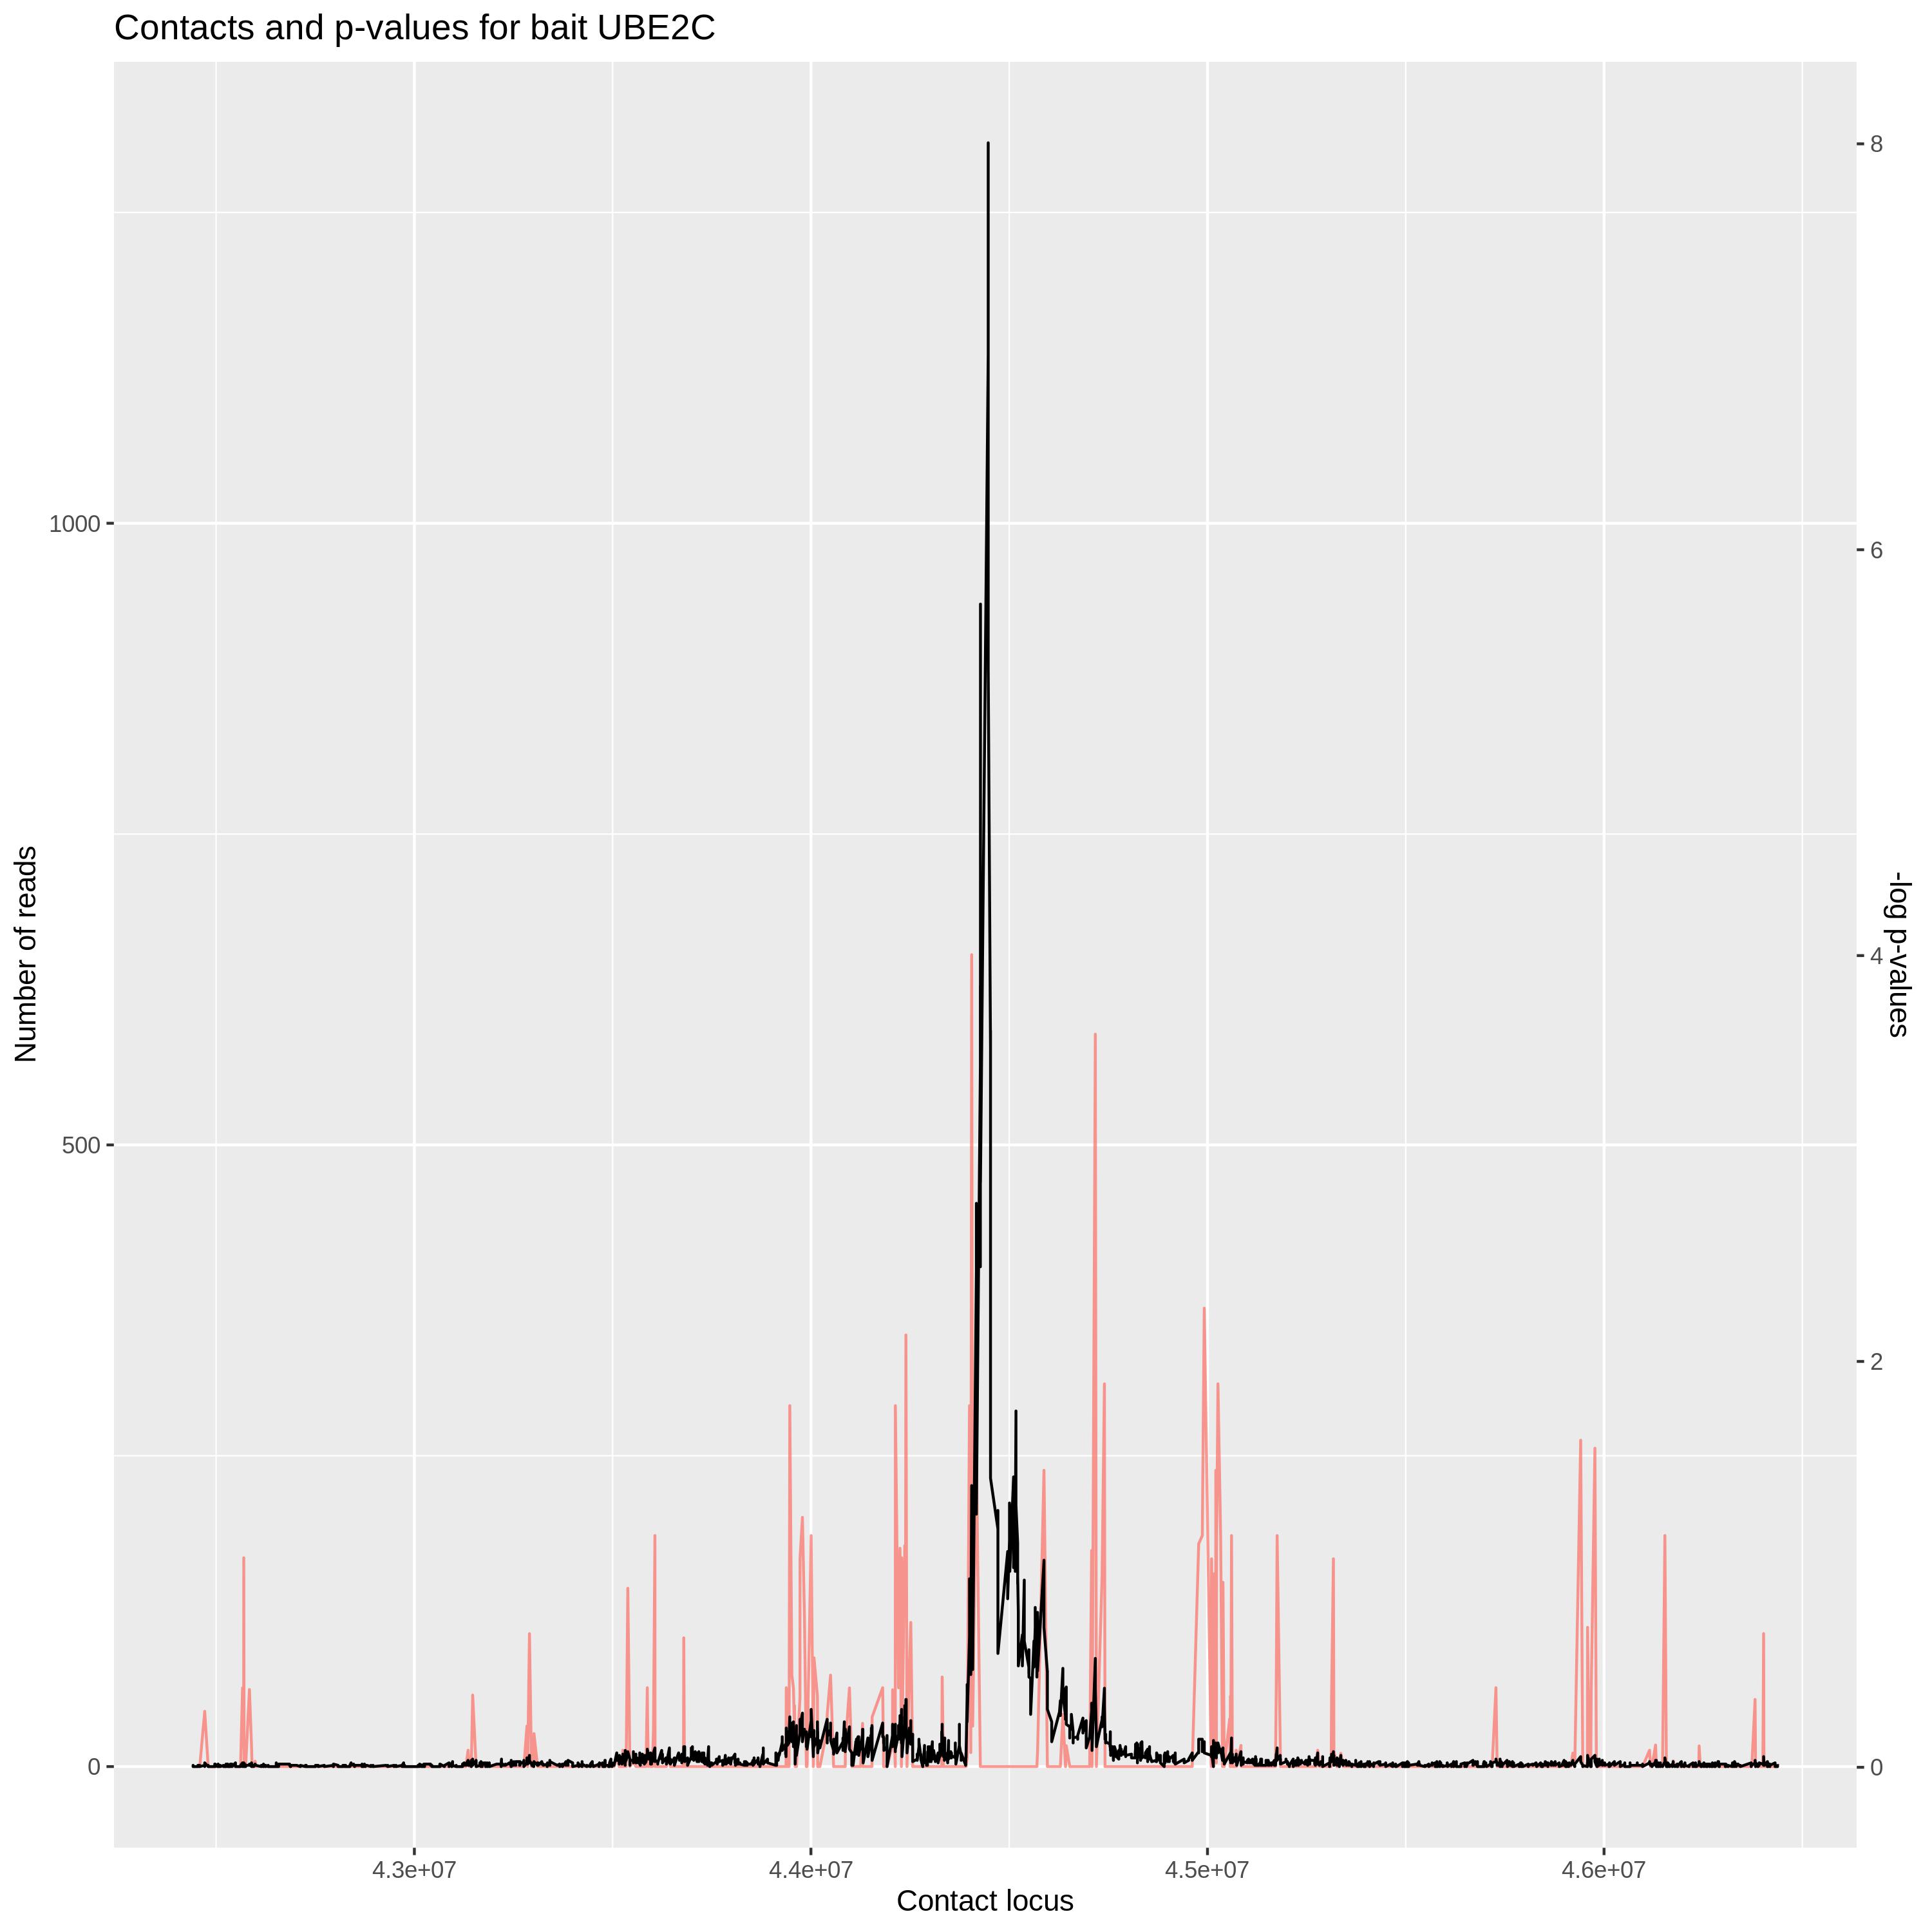 Contacts and p-values for bait UBE2C
Number of reads
1000
500
0
8
6
4
2
0
-log p-values
4.3e+07
4.4e+07
4.5e+07
4.6e+07
Contact locus